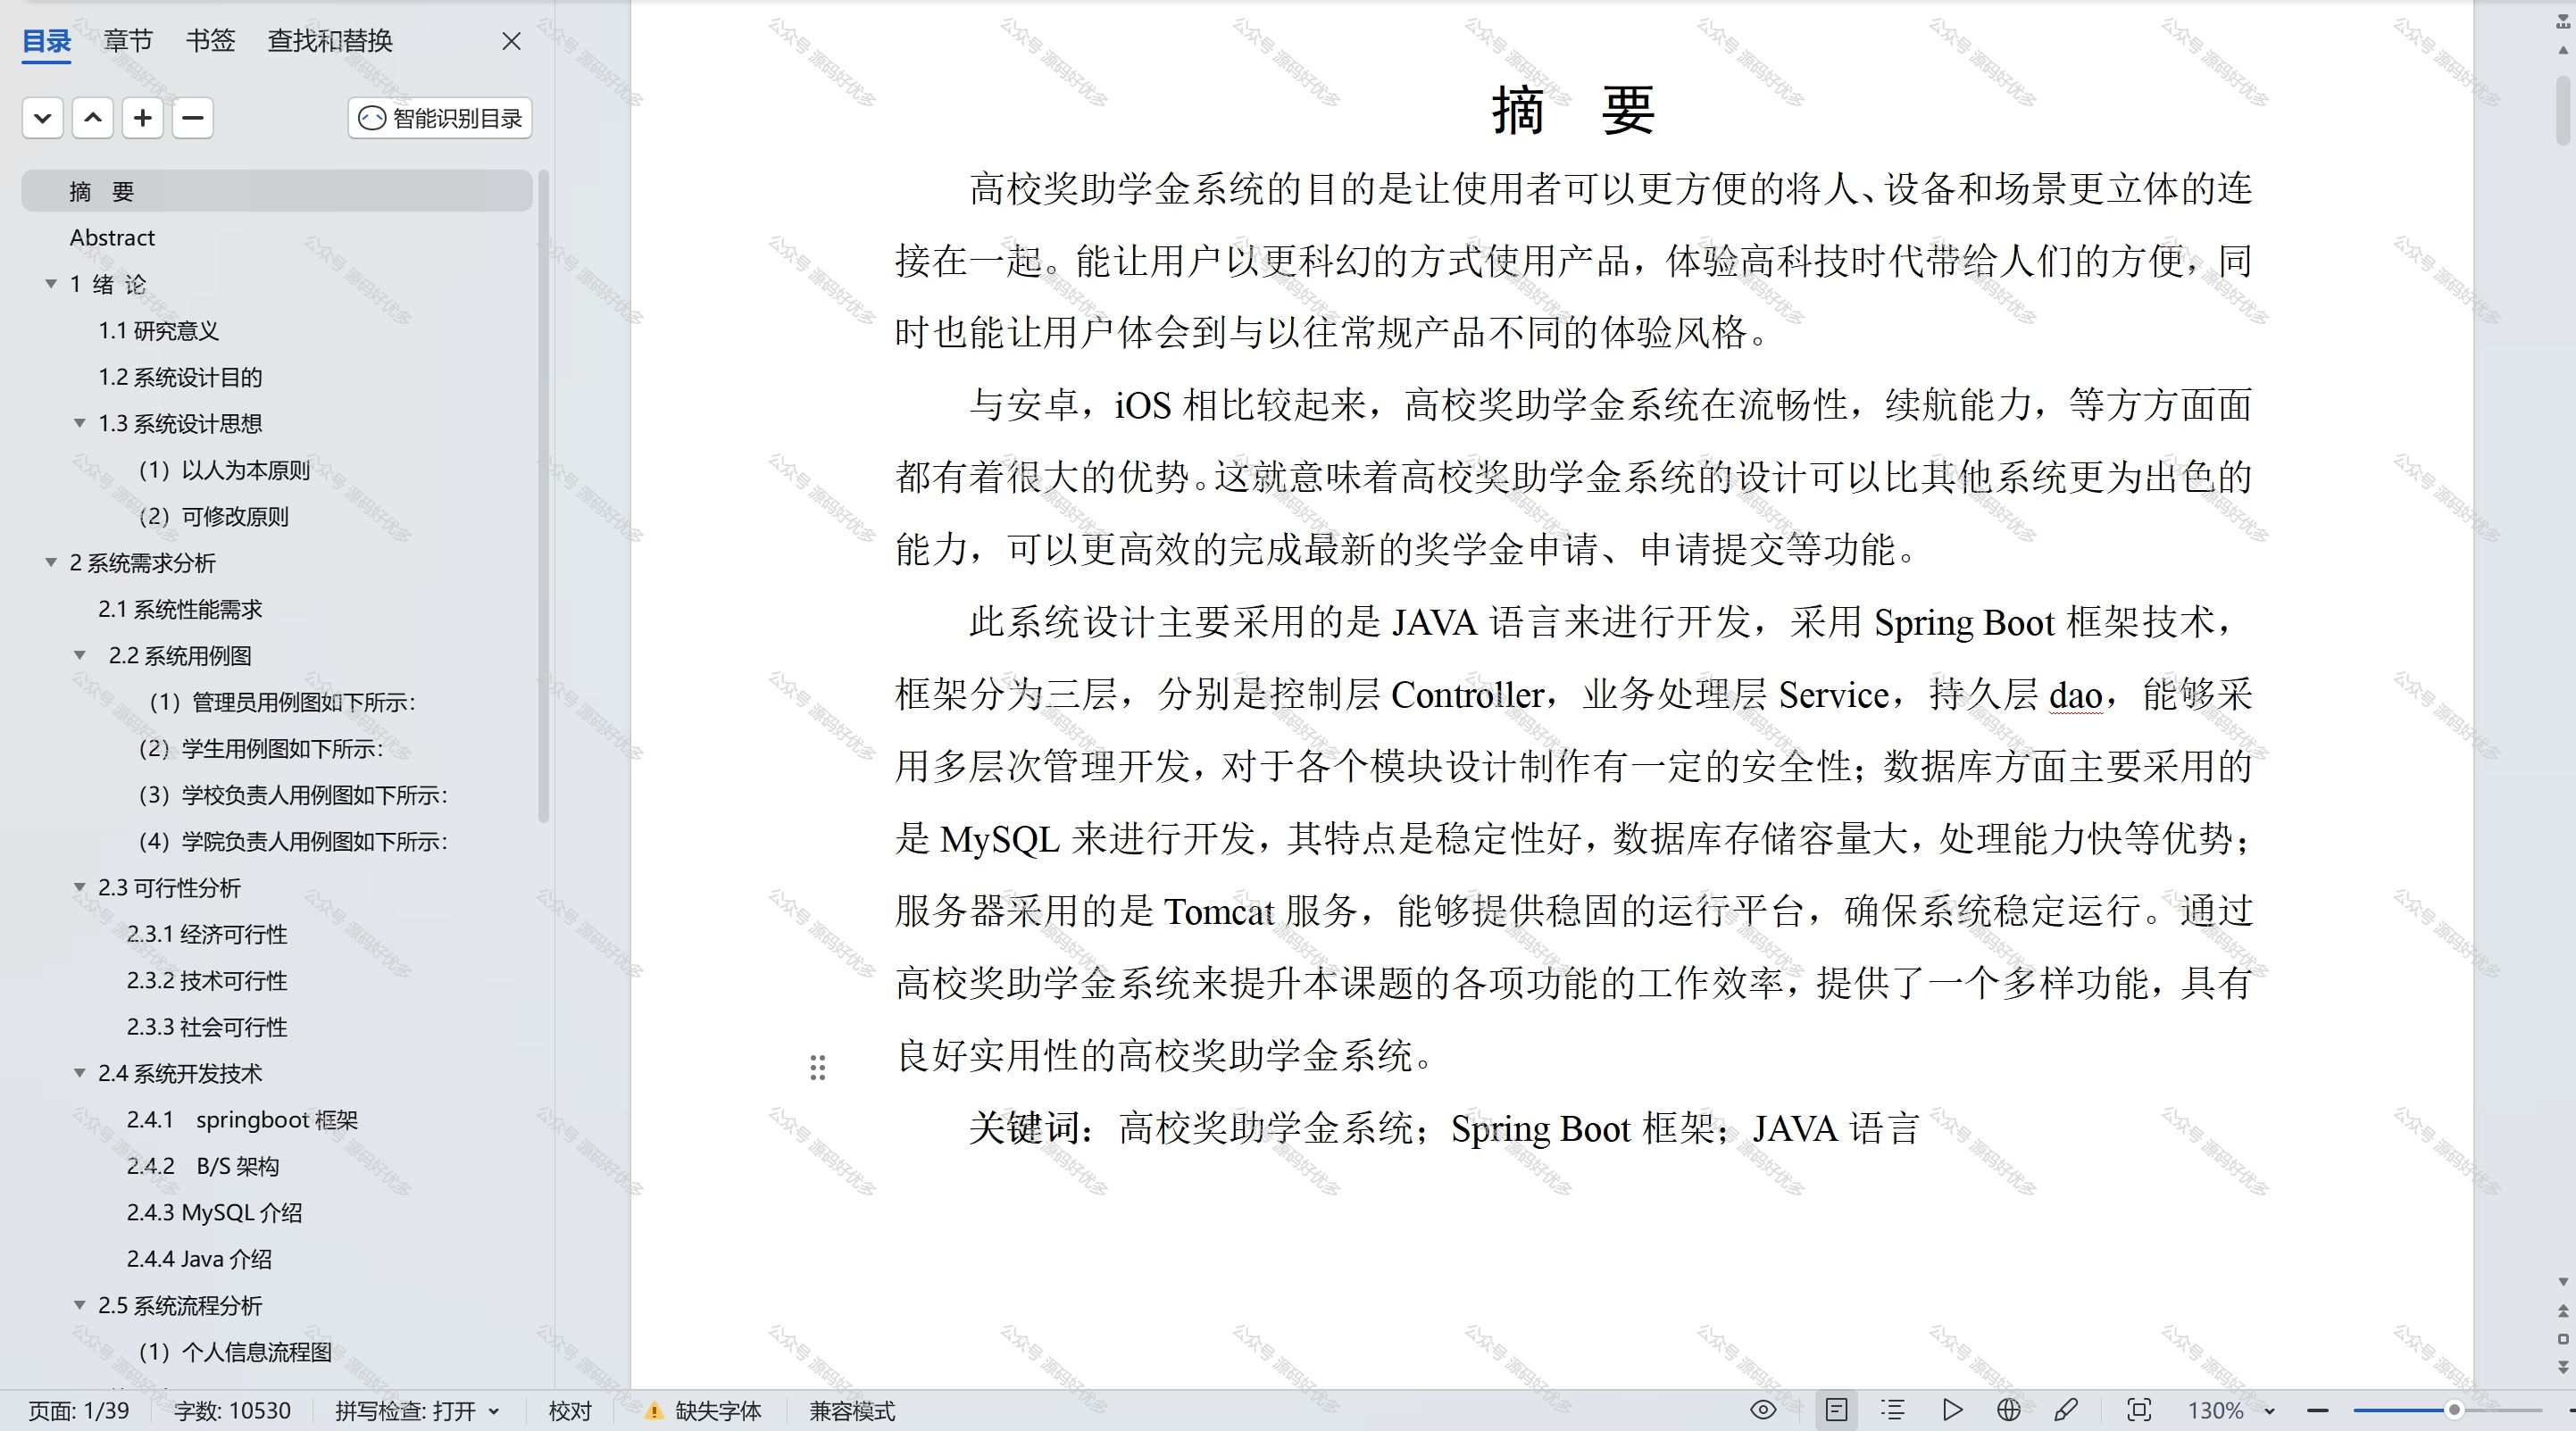 目录 章节 书签 查找和替换
智能识别目录
摘 要
Abstract
1 绪 论
1.1 研究意义
1.2 系统设计目的
1.3 系统设计思想
（1）以人为本原则
（2）可修改原则
2 系统需求分析
2.1 系统性能需求
2.2 系统用例图
（1）管理员用例图如下所示：
（2）学生用例图如下所示：
（3）学校负责人用例图如下所示：
（4）学院负责人用例图如下所示：
2.3 可行性分析
2.3.1 经济可行性
2.3.2 技术可行性
2.3.3 社会可行性
2.4 系统开发技术
2.4.1 springboot 框架
2.4.2 B/S 架构
2.4.3 MySQL 介绍
2.4.4 Java 介绍
2.5 系统流程分析
（1）个人信息流程图
摘 要
高校奖助学金系统的目的是让使用者可以更方便的将人、设备和场景更立体的连
接在一起。能让用户以更科幻的方式使用产品，体验高科技时代带给人们的方便，同
时也能让用户体会到与以往常规产品不同的体验风格。
与安卓，iOS 相比较起来，高校奖助学金系统在流畅性，续航能力，等方方面面
都有着很大的优势。这就意味着高校奖助学金系统的设计可以比其他系统更为出色的
能力，可以更高效的完成最新的奖学金申请、申请提交等功能。
此系统设计主要采用的是 JAVA 语言来进行开发，采用 Spring Boot 框架技术，
框架分为三层，分别是控制层 Controller，业务处理层 Service，持久层 dao，能够采
用多层次管理开发，对于各个模块设计制作有一定的安全性；数据库方面主要采用的
是 MySQL 来进行开发，其特点是稳定性好，数据库存储容量大，处理能力快等优势；
服务器采用的是 Tomcat 服务，能够提供稳固的运行平台，确保系统稳定运行。通过
高校奖助学金系统来提升本课题的各项功能的工作效率，提供了一个多样功能，具有
良好实用性的高校奖助学金系统。
关键词：高校奖助学金系统；Spring Boot 框架；JAVA 语言
公众号 源码好优多
页面: 1/39 字数: 10530 拼写检查: 打开 校对 缺失字体 兼容模式 130%